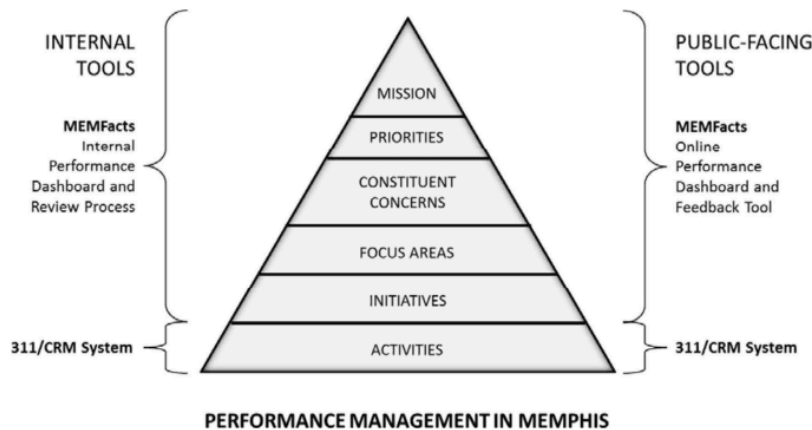 INTERNAL
TOOLS
MEMFacts
Internal
Performance
Dashboard and
Review Process
311/CRM System
MISSION
PRIORITIES
CONSTITUENT
CONCERNS
FOCUS AREAS
INITIATIVES
ACTIVITIES
PUBLIC-FACING
TOOLS
MEMFacts
Online
Performance
Dashboard and
Feedback Tool
311/CRM System
PERFORMANCE MANAGEMENT IN MEMPHIS